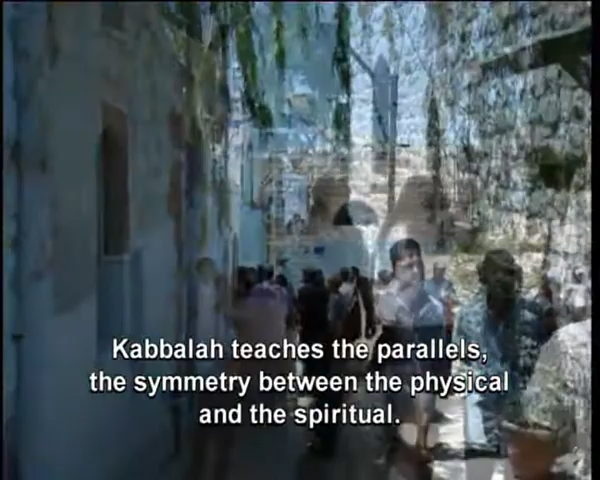 Kabbalah teaches the parallels,
the symmetry between the physical
and the spiritual.